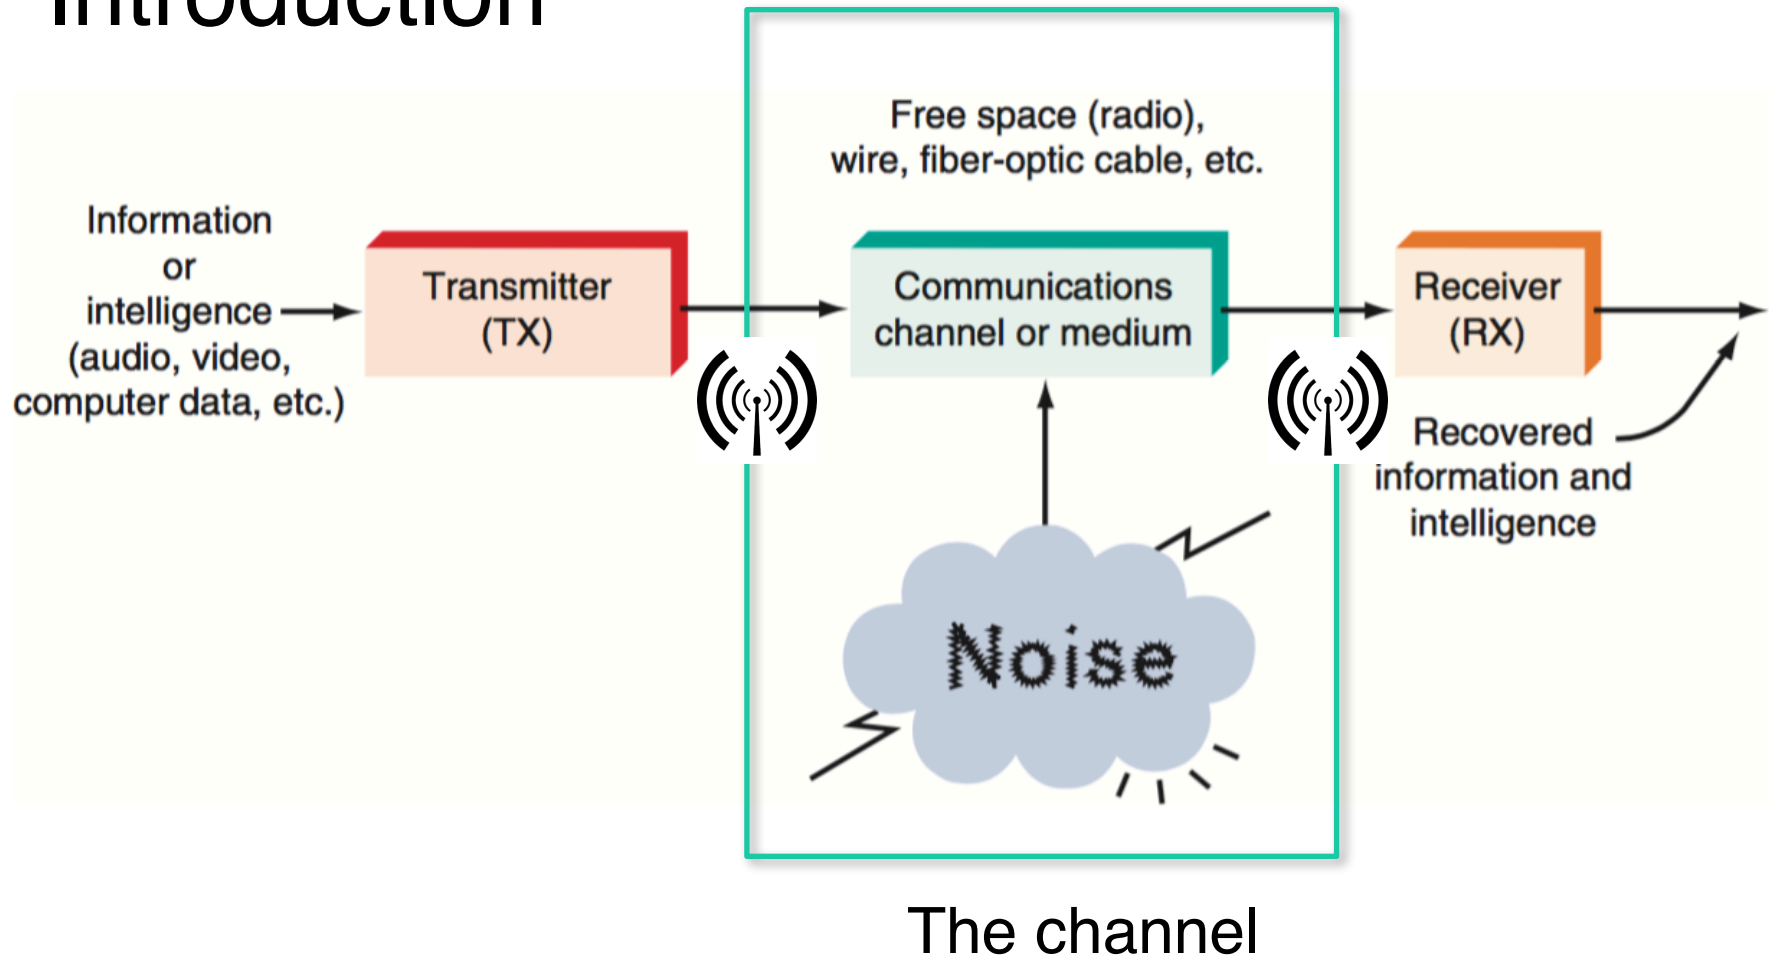 Introduction
Free space (radio),
wire, fiber-optic cable, etc.
Information
or
intelligence
(audio, video,
computer data, etc.)
Transmitter
(TX)
Communications
channel or medium
Receiver
(RX)
Recovered
information and
intelligence
Noise
The channel